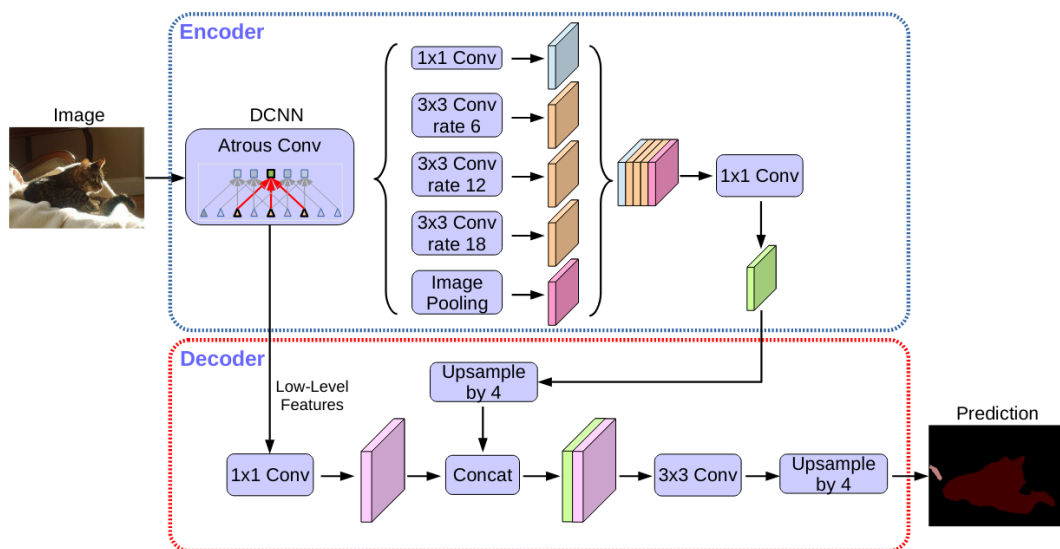 Encoder
Image
DCNN
Atrous Conv
1x1 Conv
3x3 Conv
rate 6
3x3 Conv
rate 12
3x3 Conv
rate 18
Image
Pooling
1x1 Conv
Decoder
Low-Level
Features
Upsample
by 4
1x1 Conv
Concat
3x3 Conv
Upsample
by 4
Prediction